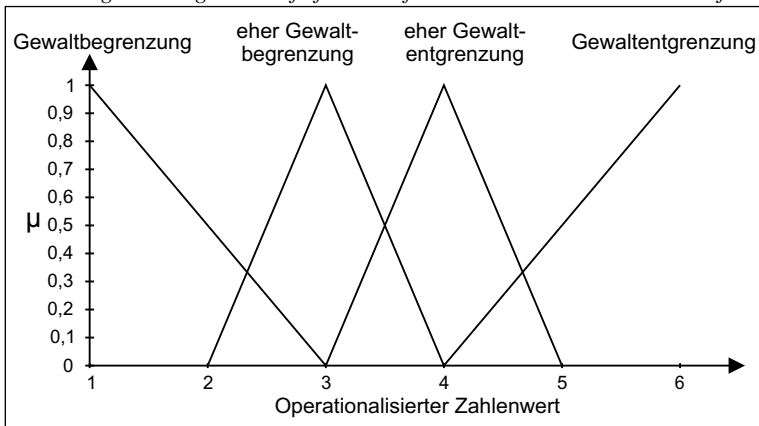 Gewaltbegrenzung
eher Gewalt-
begrenzung
eher Gewalt-
entgrenzung
Gewaltentgrenzung
1
0,9
0,8
0,7
0,6
µ 0,5
0,4
0,3
0,2
0,1
0
1 2 3 4 5 6
Operationalisierter Zahlenwert